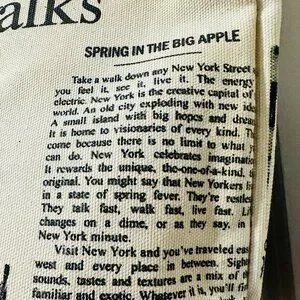 alks
SPRING IN THE BIG APPLE
Take a walk down any New York Street
you feel it, see it, live it. The energy
electric. New York is the creative capital of
world. An old city exploding with new ide
A small island with big hopes and drea
It is home to visionaries of every kind. T
come because there is no limit to what y
can do. New York celebrates imaginatio
It rewards the unique, the-one-of-a-kind,
original. You might say that New Yorkers liv
in a state of spring fever. They're restles
They talk fast, walk fast, live fast. Lif
changes on a dime, or as they say, in
New York minute.
Visit New York and you've traveled eas
west and every place in between. Sight
sounds, tastes and textures are a mix of th
familiar and exotic. Whatever it is, you'll fi